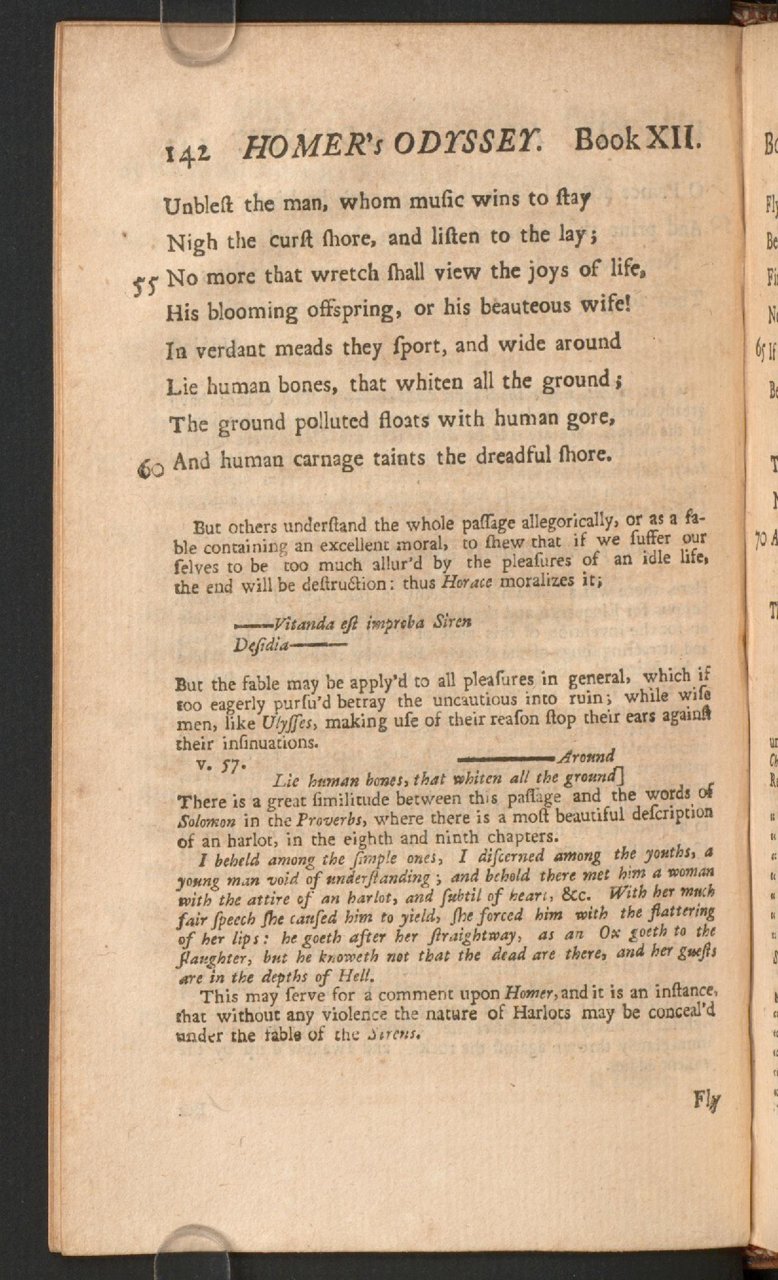 142 HOMER's ODYSSEY. Book XII.
Unbleſt the man, whom muſic wins to ſtay
Nigh the curſt ſhore, and liſten to the lay;
55 No more that wretch ſhall view the joys of life,
His blooming offspring, or his beauteous wife!
In verdant meads they ſport, and wide around
Lie human bones, that whiten all the ground;
The ground polluted floats with human gore,
60 And human carnage taints the dreadful ſhore.
But others underſtand the whole paſſage allegorically, or as a fa-
ble containing an excellent moral, to ſhew that if we ſuffer our
ſelves to be too much allur'd by the pleaſures of an idle life,
the end will be deſtruction: thus Horace moralizes it;
——Vitanda eſt improba Siren
Deſidia——
But the fable may be apply'd to all pleaſures in general, which if
too eagerly purſu'd betray the uncautious into ruin; while wiſe
men, like Ulyſſes, making uſe of their reaſon ſtop their ears againſt
their inſinuations.
v. 57. ————Around
Lie human bones, that whiten all the ground]
There is a great ſimilitude between this paſſage and the words of
Solomon in the Proverbs, where there is a moſt beautiful deſcription
of an harlot, in the eighth and ninth chapters.
I beheld among the ſimple ones, I diſcerned among the youths, a
young man void of underſtanding; and behold there met him a woman
with the attire of an harlot, and ſubtil of heart, &c. With her much
fair ſpeech ſhe cauſed him to yield, ſhe forced him with the flattering
of her lips: he goeth after her ſtraightway, as an Ox goeth to the
ſlaughter, but he knoweth not that the dead are there, and her gueſts
are in the depths of Hell.
This may ſerve for a comment upon Homer, and it is an inſtance,
that without any violence the nature of Harlots may be conceal'd
under the fable of the Sirens.
Fly